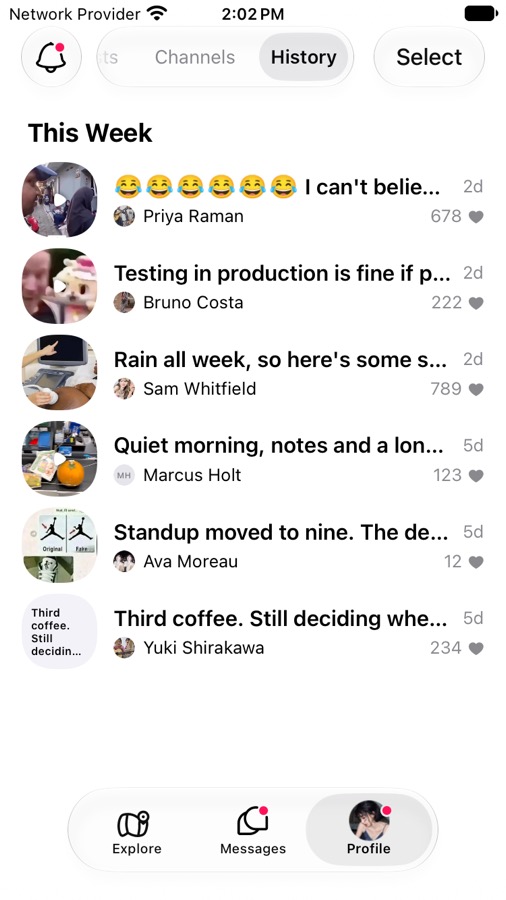 Network Provider 2:02 PM
ts Channels History Select
This Week
😂😂😂😂😂😂 I can't belie... 2d
Priya Raman 678
Testing in production is fine if p... 2d
Bruno Costa 222
Rain all week, so here's some s... 2d
Sam Whitfield 789
Quiet morning, notes and a lon... 5d
MH Marcus Holt 123
Original Fake
Standup moved to nine. The de... 5d
Ava Moreau 12
Third
coffee.
Still
decidin...
Third coffee. Still deciding whe... 5d
Yuki Shirakawa 234
Explore Messages Profile